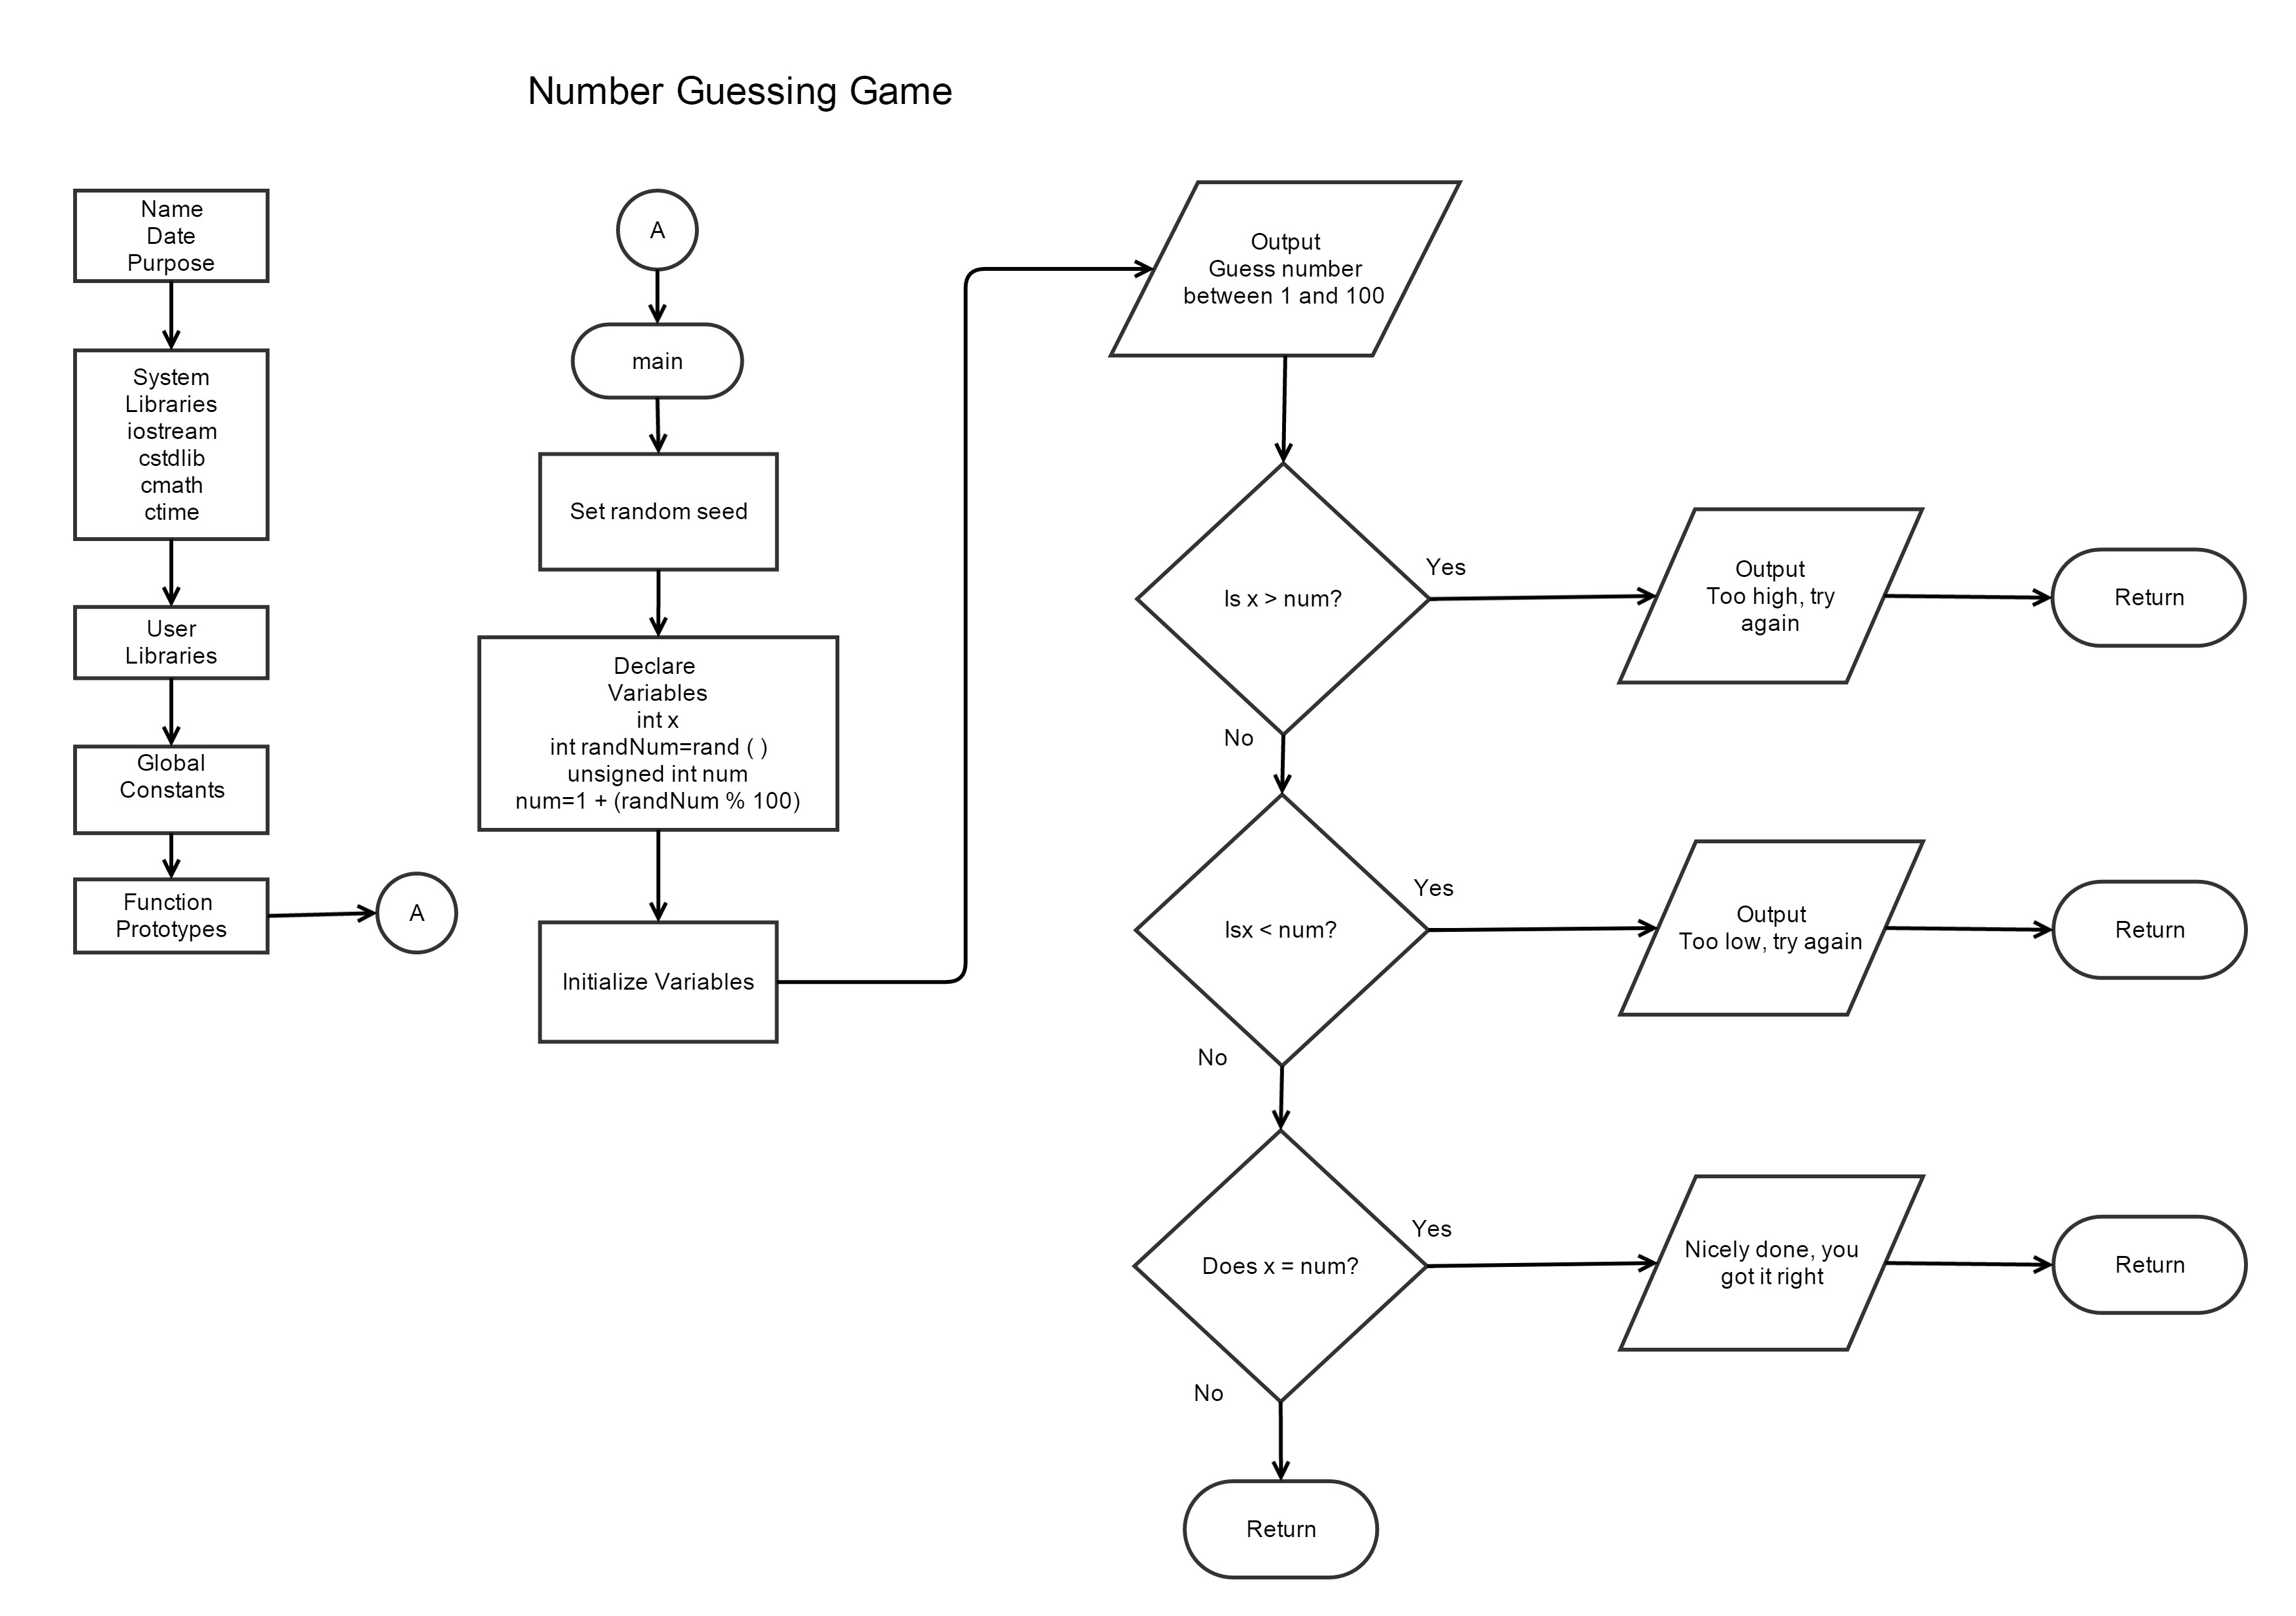 Number Guessing Game
Name
Date
Purpose
System
Libraries
iostream
cstdlib
cmath
ctime
User
Libraries
Global
Constants
Function
Prototypes
A
A
main
Set random seed
Declare
Variables
int x
int randNum=rand ( )
unsigned int num
num=1 + (randNum % 100)
Initialize Variables
Output
Guess number
between 1 and 100
Is x > num?
Yes
Output
Too high, try
again
Return
No
Isx < num?
Yes
Output
Too low, try again
Return
No
Does x = num?
Yes
Nicely done, you
got it right
Return
No
Return